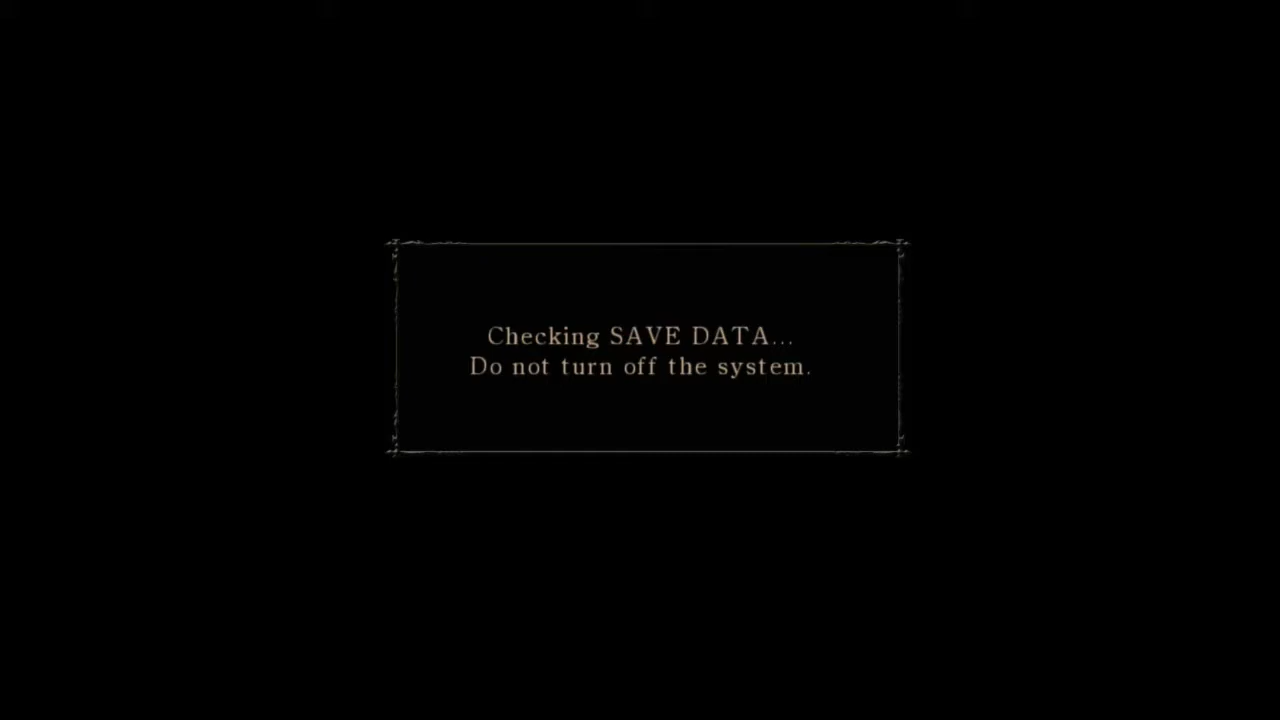 Checking SAVE DATA...
Do not turn off the system.